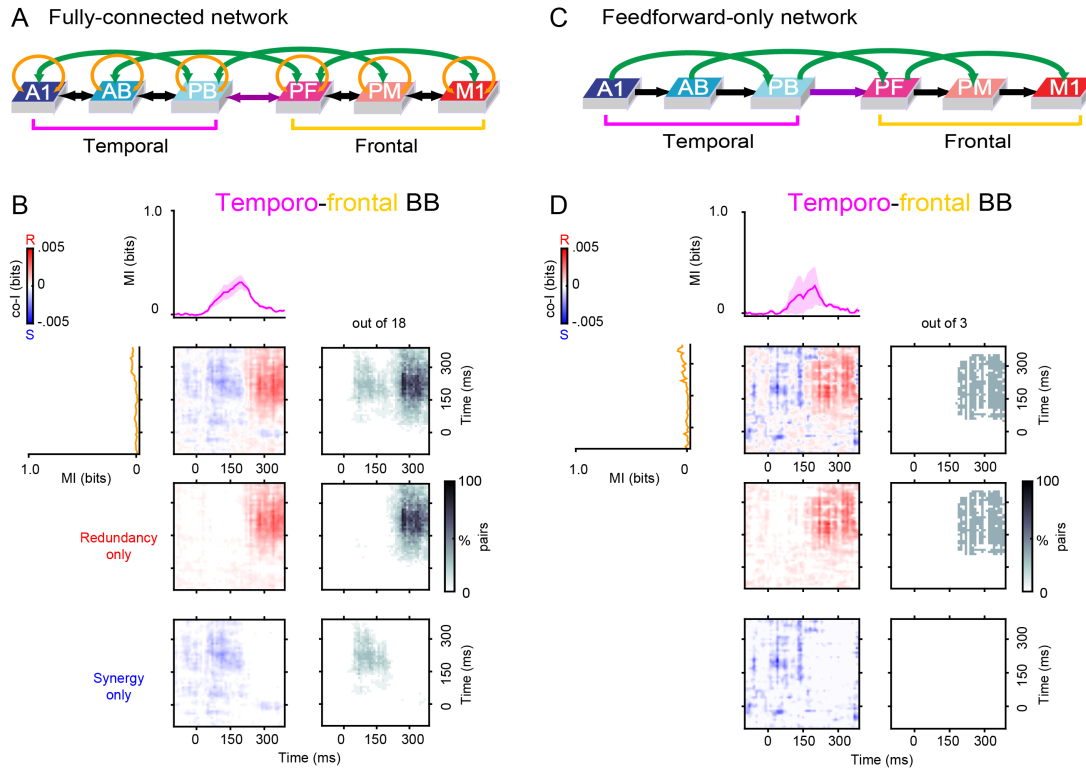 A Fully-connected network
A1 AB PB PF PM M1
Temporal Frontal
B Temporo-frontal BB
R
.005
0
-.005
S
co-I (bits)
1.0
0
MI (bits)
out of 18
1.0 0
MI (bits)
0 150 300
0 150 300
300
150
0
Time (ms)
Redundancy
only
100
%
0
pairs
Synergy
only
300
150
0
Time (ms)
0 150 300
0 150 300
Time (ms)
C Feedforward-only network
A1 AB PB PF PM M1
Temporal Frontal
D Temporo-frontal BB
R
.005
0
-.005
S
co-I (bits)
1.0
0
MI (bits)
out of 3
1.0 0
MI (bits)
0 150 300
0 150 300
300
150
0
Time (ms)
100
%
0
pairs
300
150
0
Time (ms)
0 150 300
0 150 300
Time (ms)